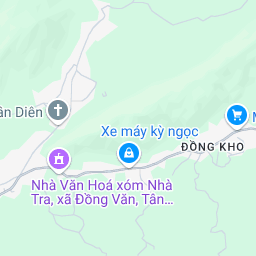 ân Diên
Xe máy kỳ ngọc
ĐỒNG KHO
Nhà Văn Hoá xóm Nhà
Tra, xã Đồng Văn, Tân...